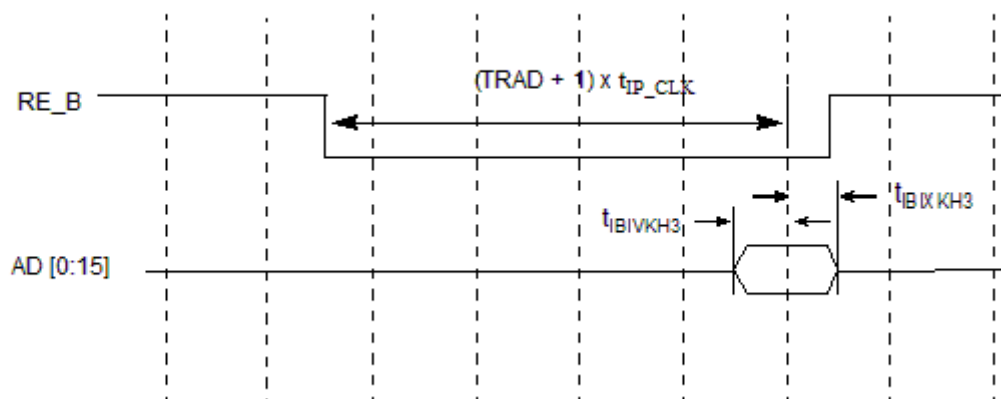 (TRAD + 1) x tIP_CLK
RE_B
tIBIXKH3
tIBIVKH3
AD [0:15]